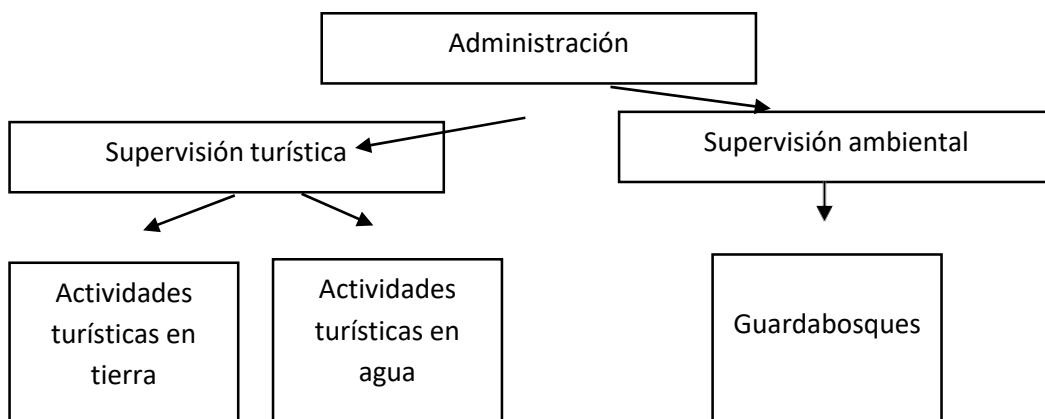 Administración
Supervisión turística
Supervisión ambiental
Actividades
turísticas en
tierra
Actividades
turísticas en
agua
Guardabosques